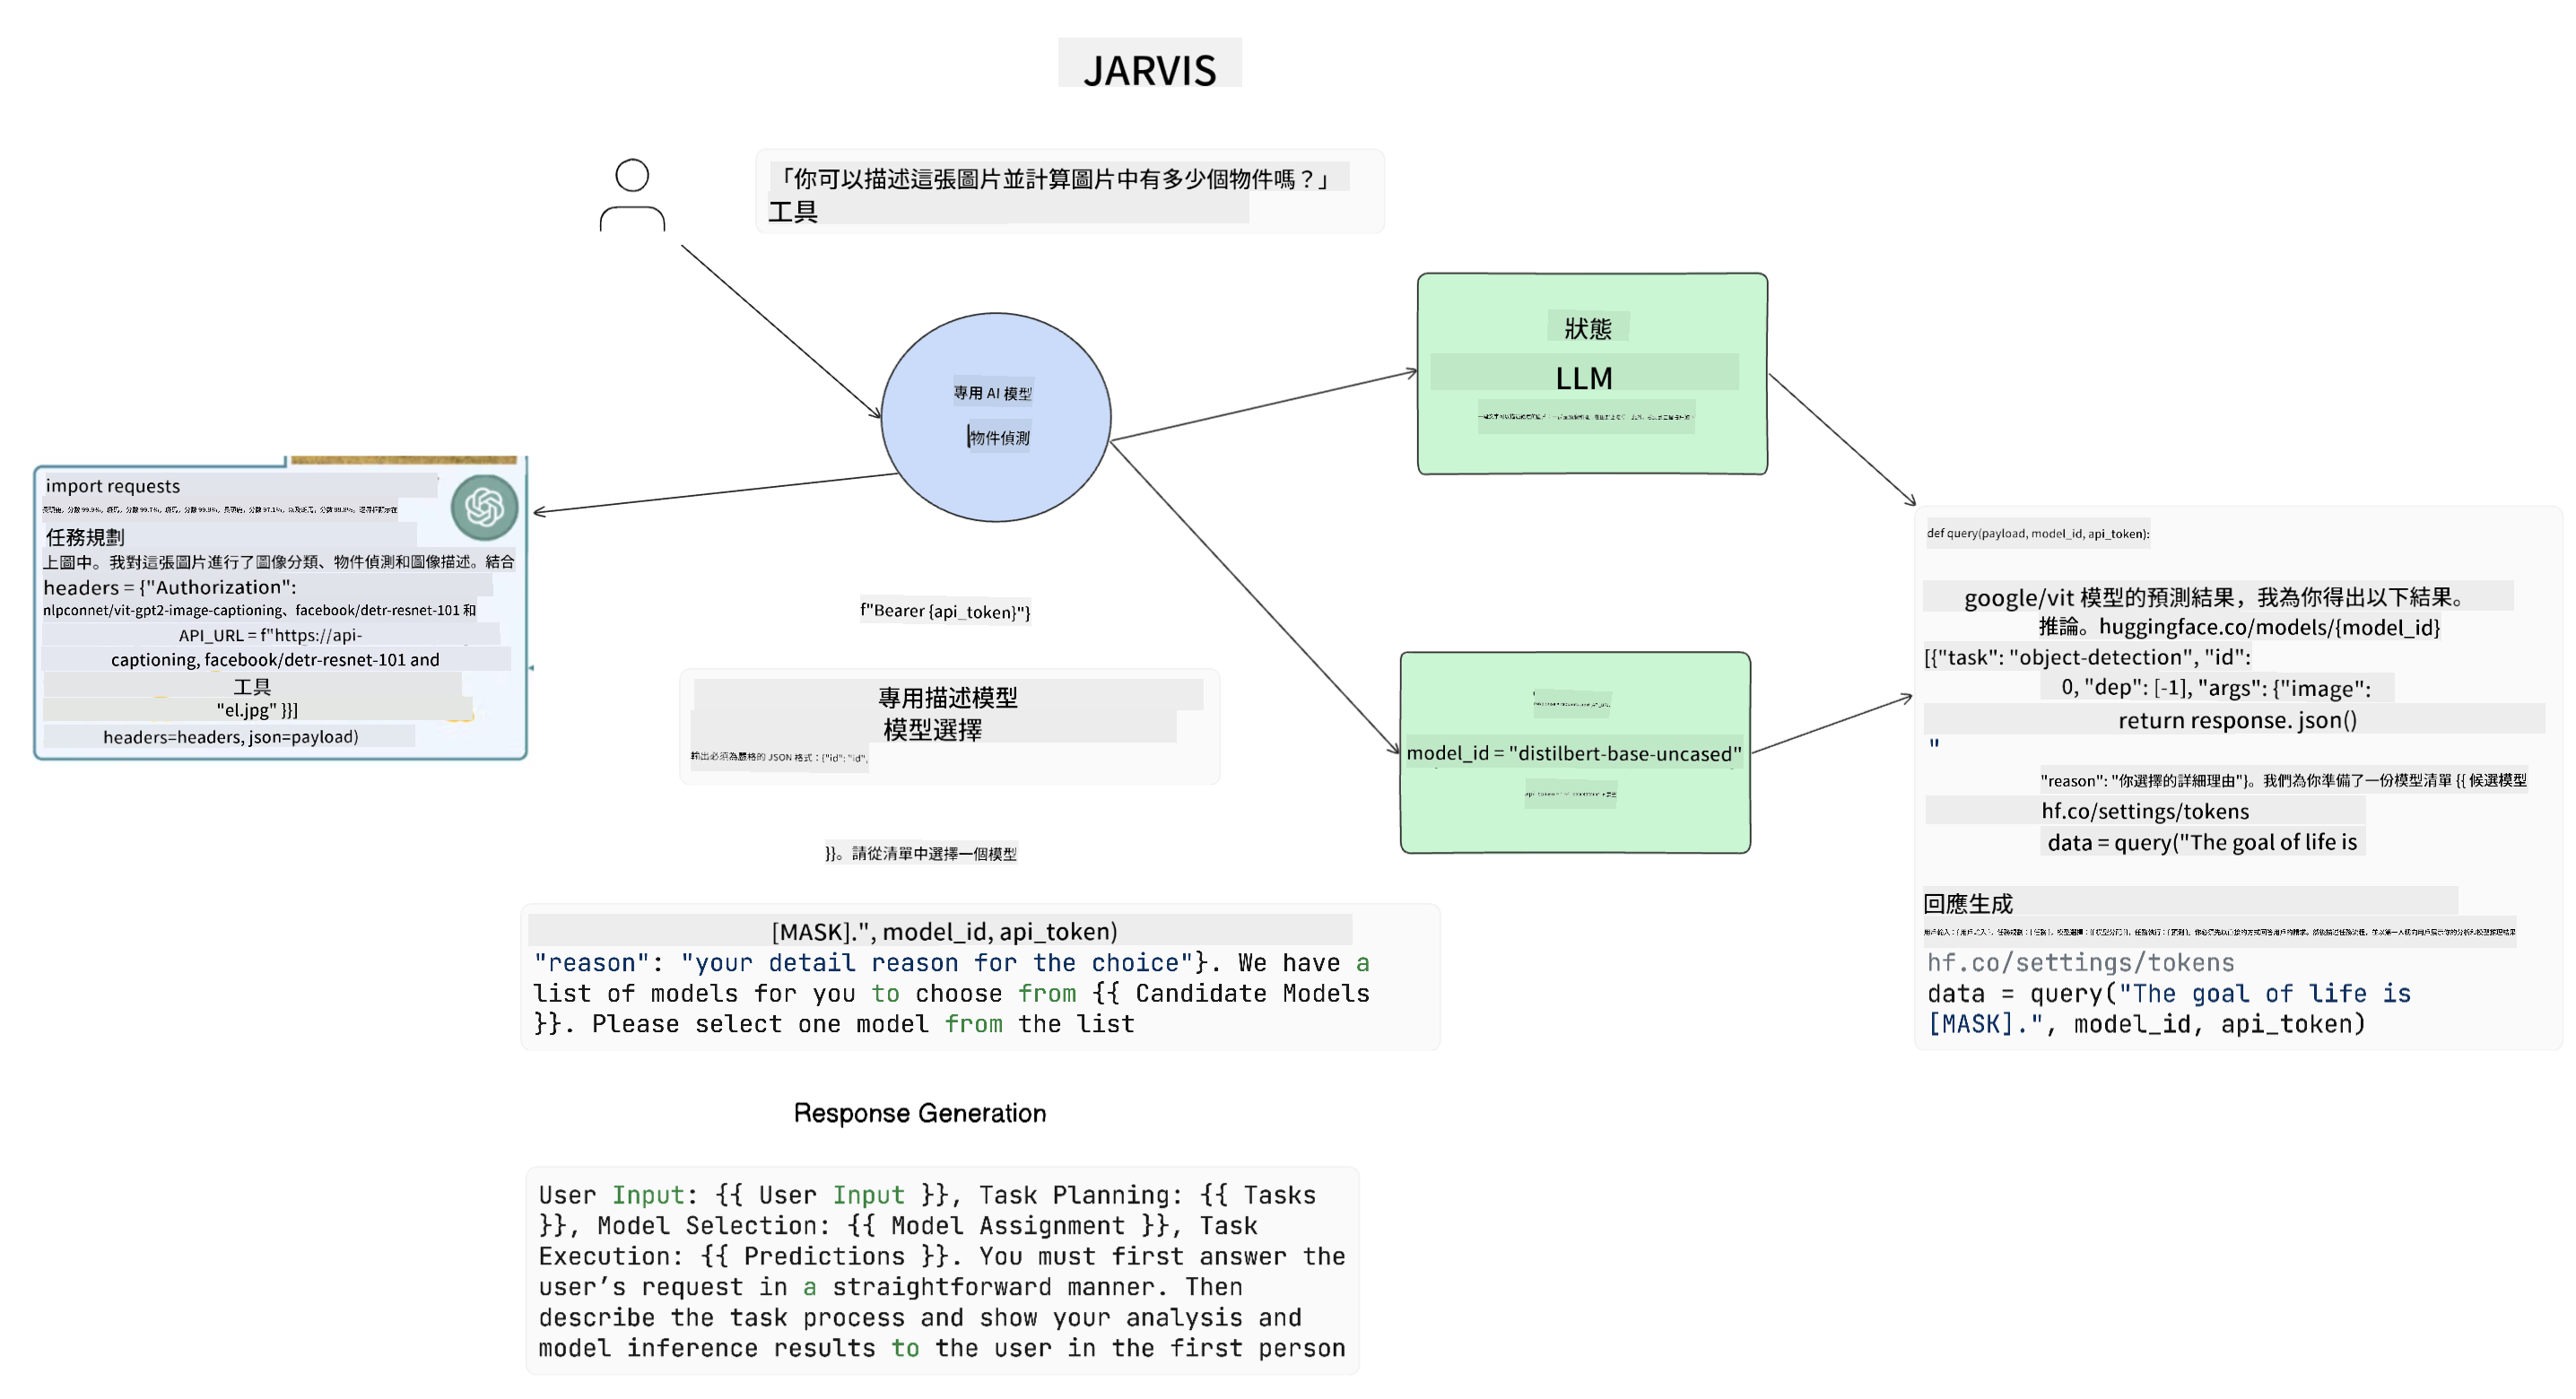 JARVIS
「你可以描述這張圖片並計算圖片中有多少個物件嗎？」
工具
專用 AI 模型
物件偵測
狀態
LLM
import requests
任務規劃
上圖中。我對這張圖片進行了圖像分類、物件偵測和圖像描述。結合
headers = {"Authorization":
nlpconnet/vit-gpt2-image-captioning、facebook/detr-resnet-101 和
API_URL = f"https://api-
captioning, facebook/detr-resnet-101 and
工具
"el.jpg" }}]
headers=headers, json=payload)
f"Bearer {api_token}"}
專用描述模型
模型選擇
輸出必須為嚴格的 JSON 格式：{"id": "id",
}}。請從清單中選擇一個模型
model_id = "distilbert-base-uncased"
def query(payload, model_id, api_token):
google/vit 模型的預測結果，我為你得出以下結果。
推論。huggingface.co/models/{model_id}
[{"task": "object-detection", "id":
0, "dep": [-1], "args": {"image":
return response. json()
"
"reason": "你選擇的詳細理由"}。我們為你準備了一份模型清單 {{ 候選模型
hf.co/settings/tokens
data = query("The goal of life is
回應生成
hf.co/settings/tokens
data = query("The goal of life is
[MASK].", model_id, api_token)
[MASK].", model_id, api_token)
"reason": "your detail reason for the choice"}. We have a
list of models for you to choose from {{ Candidate Models
}}. Please select one model from the list
Response Generation
User Input: {{ User Input }}, Task Planning: {{ Tasks
}}, Model Selection: {{ Model Assignment }}, Task
Execution: {{ Predictions }}. You must first answer the
user’s request in a straightforward manner. Then
describe the task process and show your analysis and
model inference results to the user in the first person